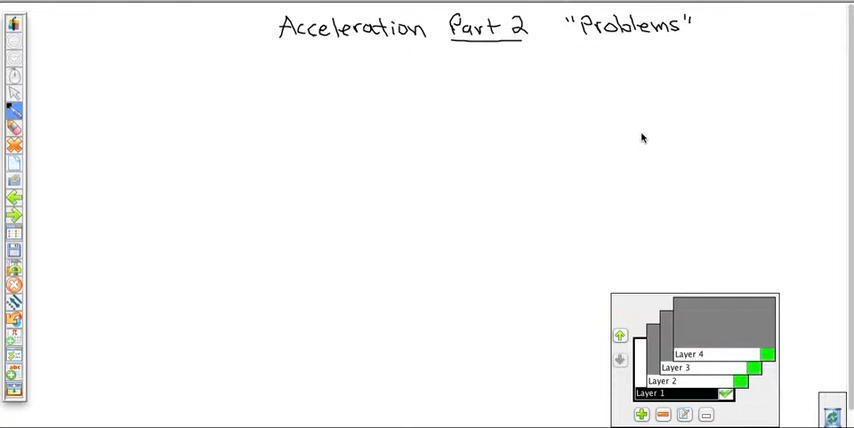 Acceleration Part 2 "Problems"
Layer 4
Layer 3
Layer 2
Layer 1